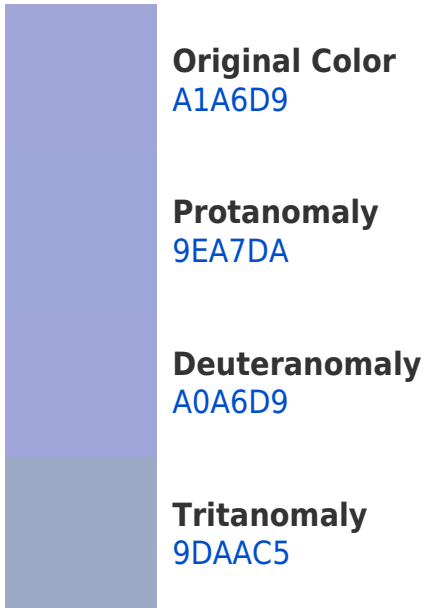 Original Color
A1A6D9
Protanomaly
9EA7DA
Deuteranomaly
A0A6D9
Tritanomaly
9DAAC5